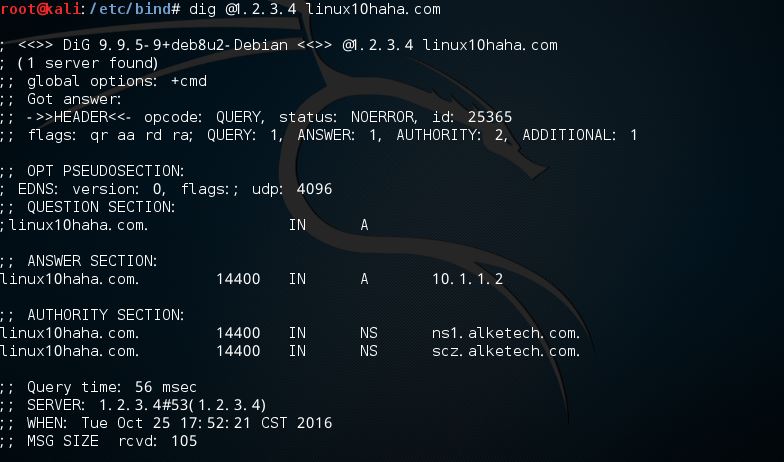 root@kali:/etc/bind# dig @1.2.3.4 linux10haha.com
; <<>> DiG 9.9.5-9+deb8u2-Debian <<>> @1.2.3.4 linux10haha.com
; (1 server found)
;; global options: +cmd
;; Got answer:
;; ->>HEADER<<- opcode: QUERY, status: NOERROR, id: 25365
;; flags: qr aa rd ra; QUERY: 1, ANSWER: 1, AUTHORITY: 2, ADDITIONAL: 1
;; OPT PSEUDOSECTION:
; EDNS: version: 0, flags:; udp: 4096
;; QUESTION SECTION:
;linux10haha.com. IN A
;; ANSWER SECTION:
linux10haha.com. 14400 IN A 10.1.1.2
;; AUTHORITY SECTION:
linux10haha.com. 14400 IN NS ns1.alketech.com.
linux10haha.com. 14400 IN NS scz.alketech.com.
;; Query time: 56 msec
;; SERVER: 1.2.3.4#53(1.2.3.4)
;; WHEN: Tue Oct 25 17:52:21 CST 2016
;; MSG SIZE rcvd: 105